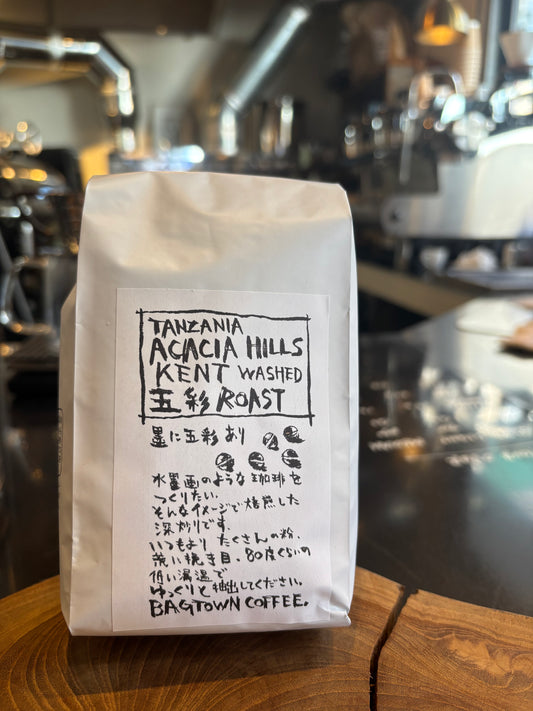 TANZANIA
ACACIA HILLS
KENT WASHED
五彩 ROAST
墨に五彩あり
水墨画のような珈琲を
つくりたい。
そんなイメージで焙煎した
深炒りです。
いつもより たくさんの粉、
荒い挽き目、80度くらいの
低い湯温で
ゆっくりと抽出してください。
BAGTOWN COFFEE.